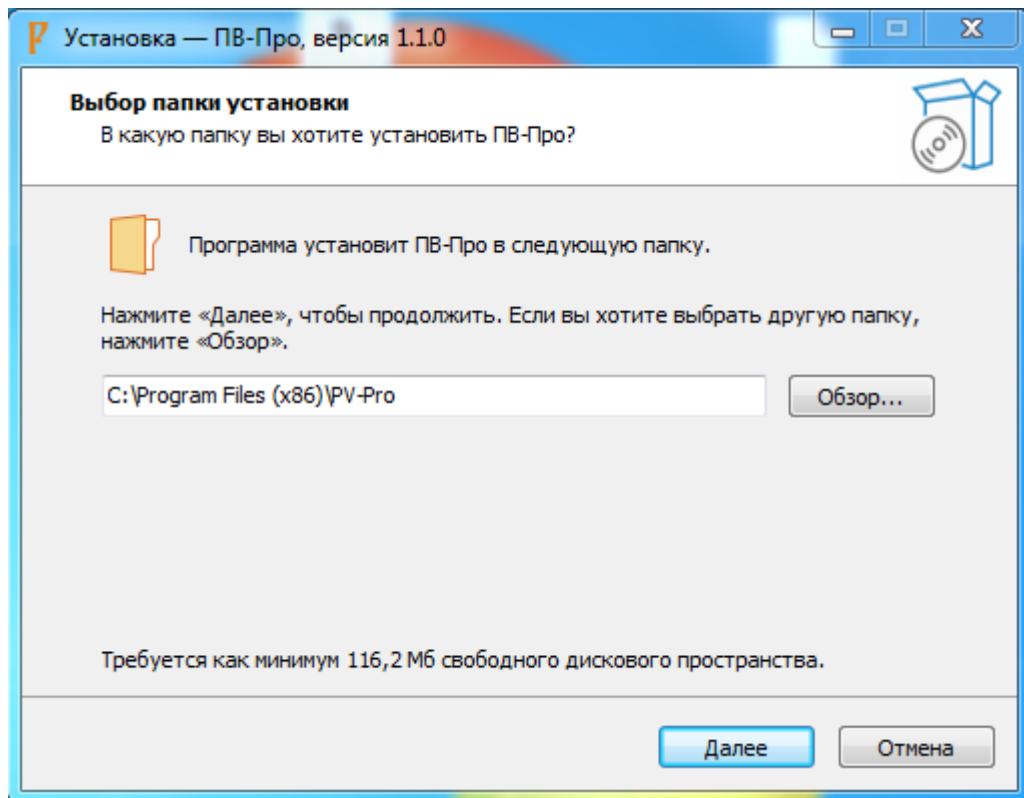 Установка — ПВ-Про, версия 1.1.0
Выбор папки установки
В какую папку вы хотите установить ПВ-Про?
Программа установит ПВ-Про в следующую папку.
Нажмите «Далее», чтобы продолжить. Если вы хотите выбрать другую папку,
нажмите «Обзор».
C:\Program Files (x86)\PV-Pro
Обзор...
Требуется как минимум 116,2 Мб свободного дискового пространства.
Далее
Отмена